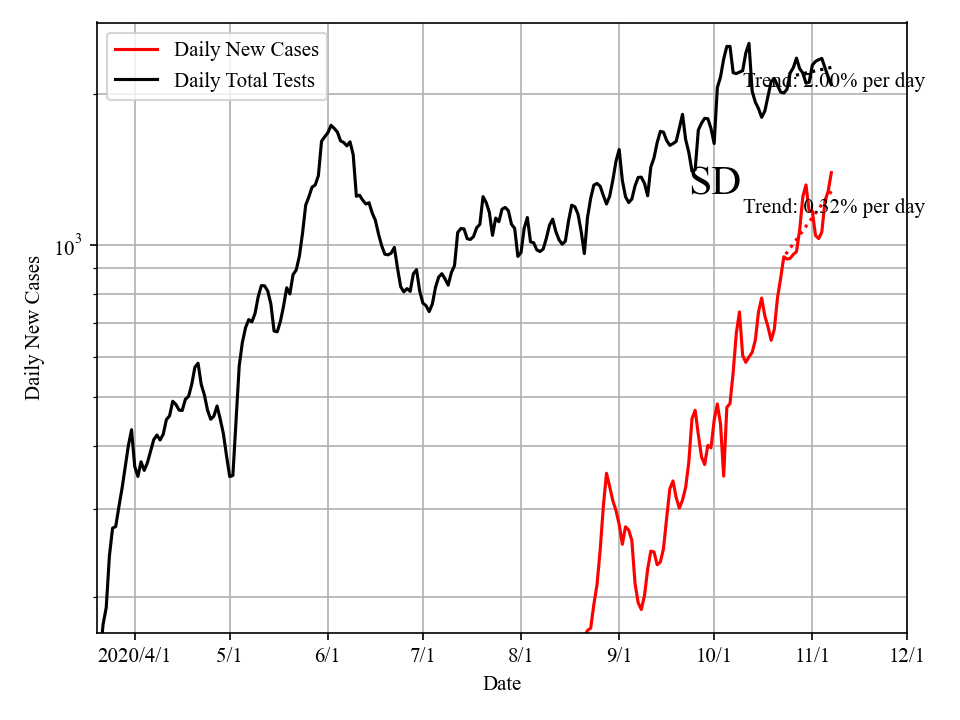 Daily New Cases
Daily Total Tests
Trend: 2.00% per day
SD
Trend: 0.32% per day
10^3
Daily New Cases
2020/4/1 5/1 6/1 7/1 8/1 9/1 10/1 11/1 12/1
Date